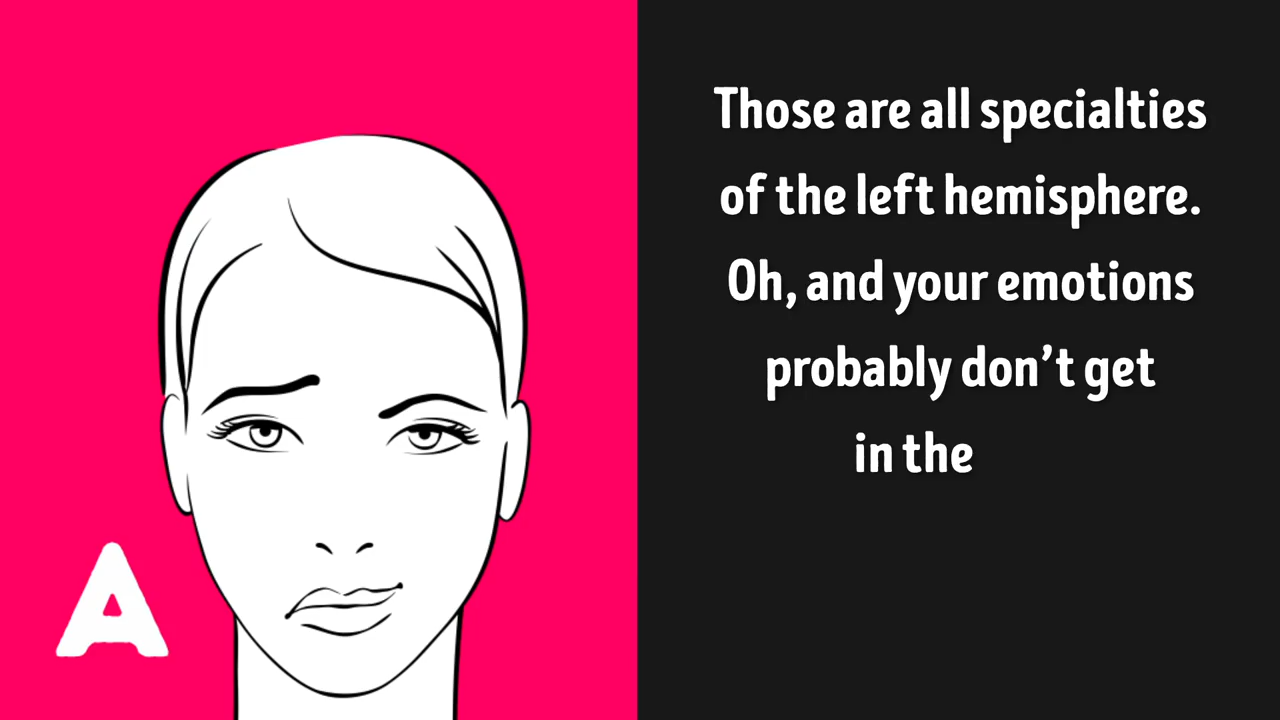 Those are all specialties
of the left hemisphere.
Oh, and your emotions
probably don’t get
in the
A